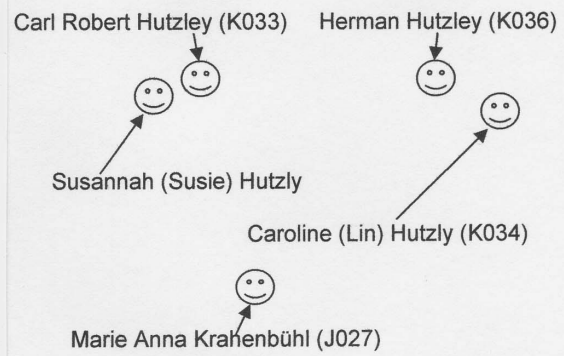 Carl Robert Hutzley (K033)
Herman Hutzley (K036)
Susannah (Susie) Hutzly
Caroline (Lin) Hutzly (K034)
Marie Anna Krahenbühl (J027)